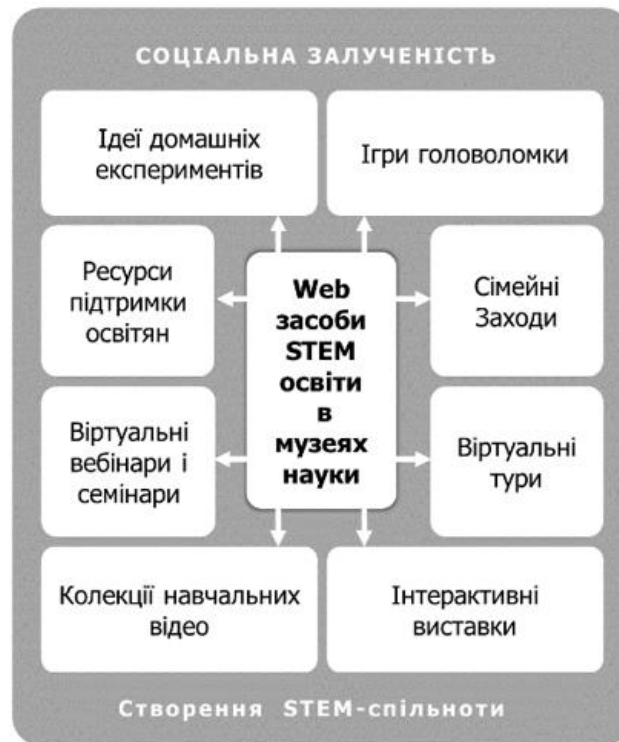 СОЦІАЛЬНА ЗАЛУЧЕНІСТЬ
Ідеї домашніх
експериментів
Ігри головоломки
Ресурси
підтримки
освітян
Web
засоби
STEM
освіти
в
музеях
науки
Сімейні
Заходи
Віртуальні
вебінари і
семінари
Віртуальні
тури
Колекції навчальних
відео
Інтерактивні
виставки
Створення STEM-спільноти